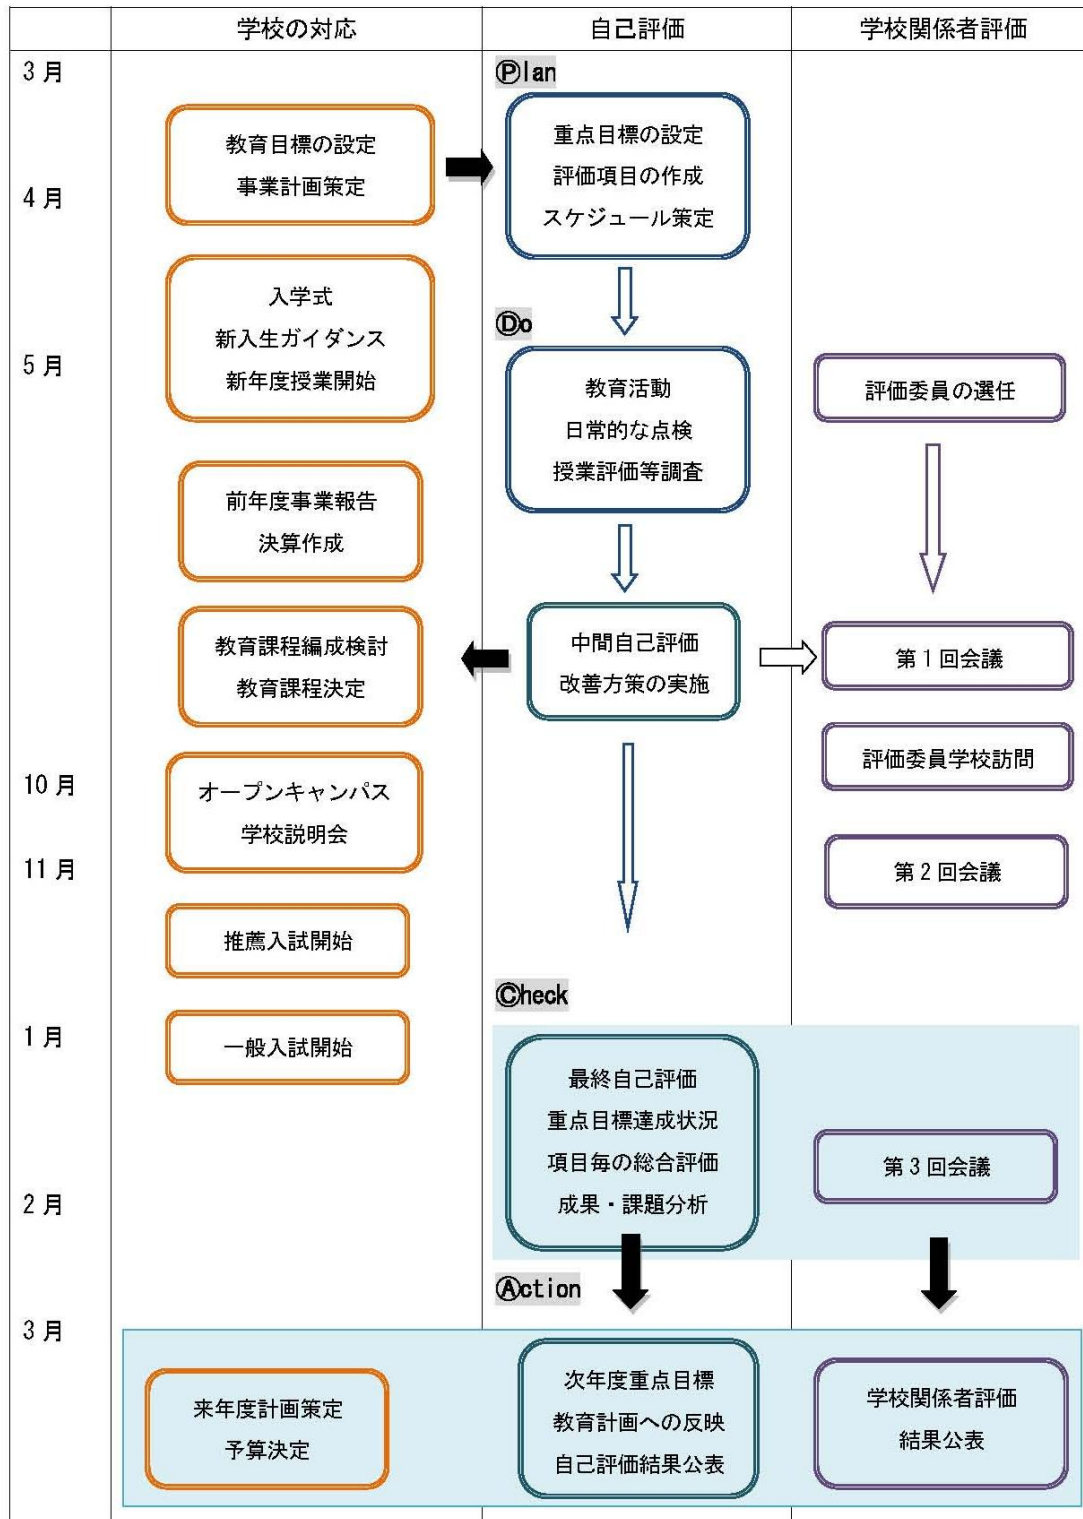 学校の対応
自己評価
学校関係者評価
3月
Ⓟlan
教育目標の設定
事業計画策定
重点目標の設定
評価項目の作成
スケジュール策定
4月
入学式
新入生ガイダンス
新年度授業開始
Ⓓo
5月
教育活動
日常的な点検
授業評価等調査
評価委員の選任
前年度事業報告
決算作成
教育課程編成検討
教育課程決定
中間自己評価
改善方策の実施
第1回会議
評価委員学校訪問
10月
オープンキャンパス
学校説明会
11月
第2回会議
推薦入試開始
Ⓒheck
1月
一般入試開始
最終自己評価
重点目標達成状況
項目毎の総合評価
成果・課題分析
第3回会議
2月
Ⓐction
3月
来年度計画策定
予算決定
次年度重点目標
教育計画への反映
自己評価結果公表
学校関係者評価
結果公表